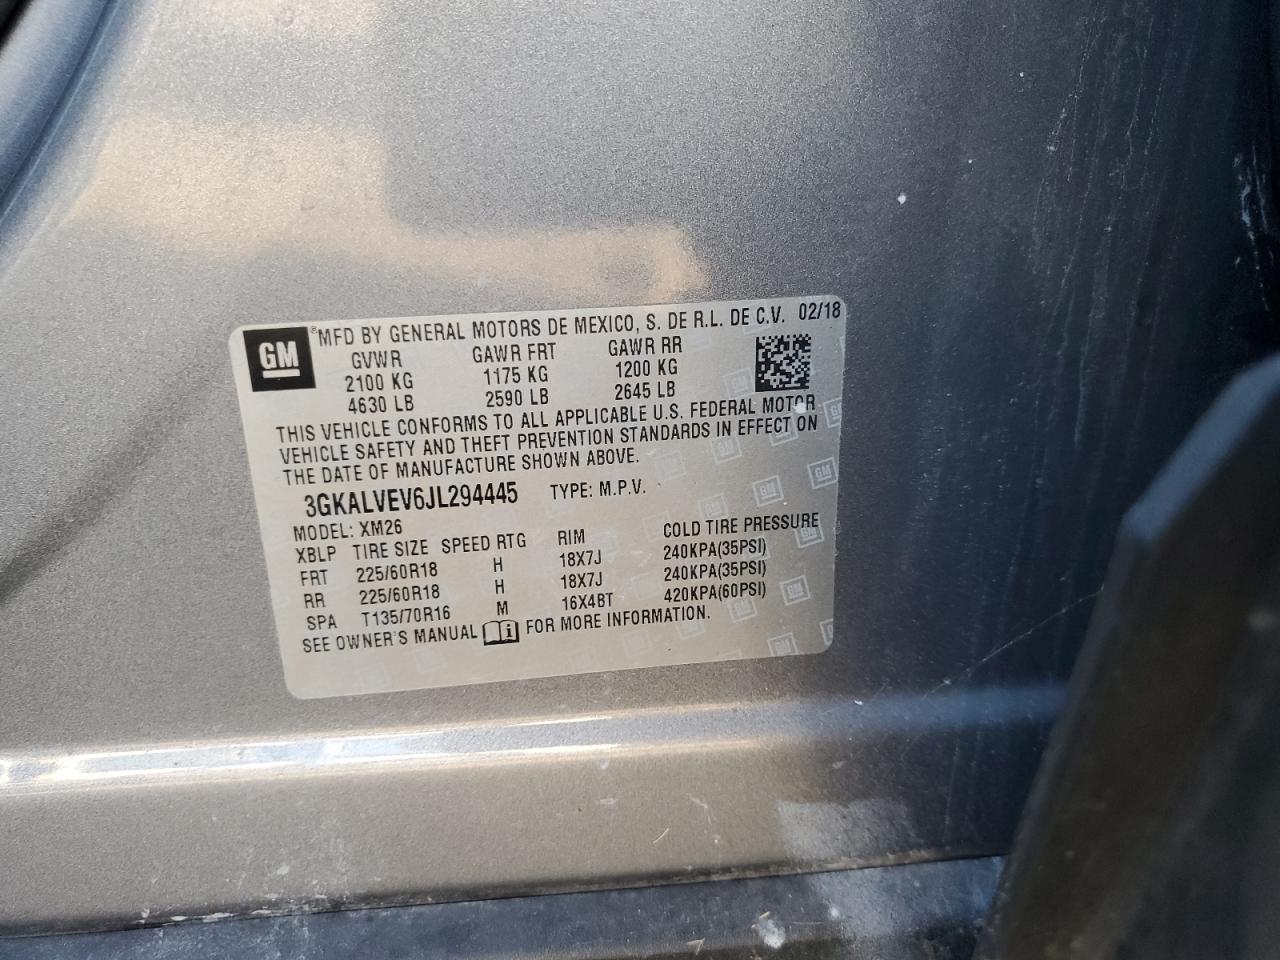 GM ®MFD BY GENERAL MOTORS DE MEXICO, S. DE R.L. DE C.V. 02/18
GVWR GAWR FRT GAWR RR
2100 KG 1175 KG 1200 KG
4630 LB 2590 LB 2645 LB
THIS VEHICLE CONFORMS TO ALL APPLICABLE U.S. FEDERAL MOTOR
VEHICLE SAFETY AND THEFT PREVENTION STANDARDS IN EFFECT ON
THE DATE OF MANUFACTURE SHOWN ABOVE.
3GKALVEV6JL294445 TYPE: M.P.V.
MODEL: XM26
XBLP TIRE SIZE SPEED RTG RIM COLD TIRE PRESSURE
FRT 225/60R18 H 18X7J 240KPA(35PSI)
RR 225/60R18 H 18X7J 240KPA(35PSI)
SPA T135/70R16 M 16X4BT 420KPA(60PSI)
SEE OWNER'S MANUAL i FOR MORE INFORMATION.